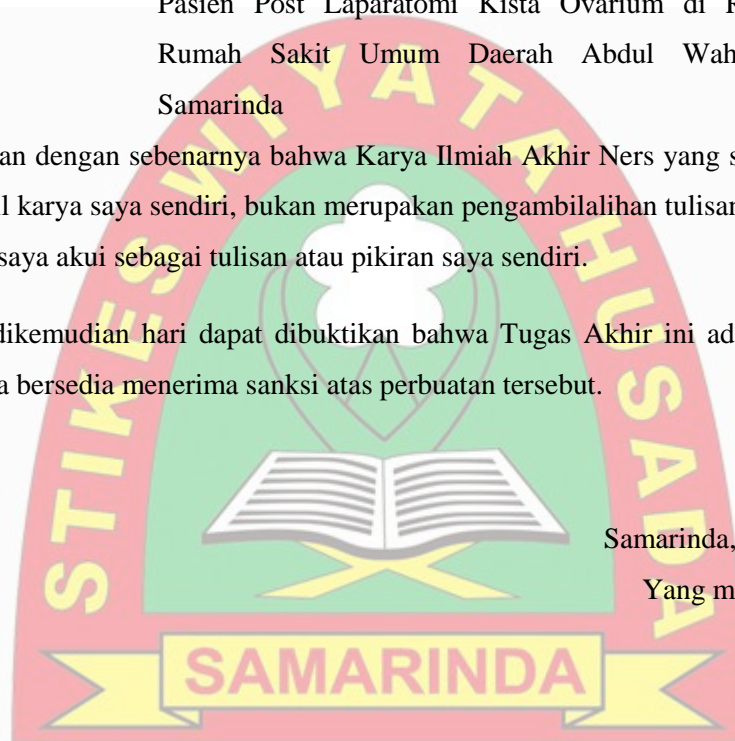 Pasien Post Laparatomi Kista Ovarium di R
Rumah Sakit Umum Daerah Abdul Wah
Samarinda
an dengan sebenarnya bahwa Karya Ilmiah Akhir Ners yang s
l karya saya sendiri, bukan merupakan pengambilalihan tulisan
saya akui sebagai tulisan atau pikiran saya sendiri.
dikemudian hari dapat dibuktikan bahwa Tugas Akhir ini ad
a bersedia menerima sanksi atas perbuatan tersebut.
Samarinda,
Yang m
STIKES WIYATA HUSADA
SAMARINDA